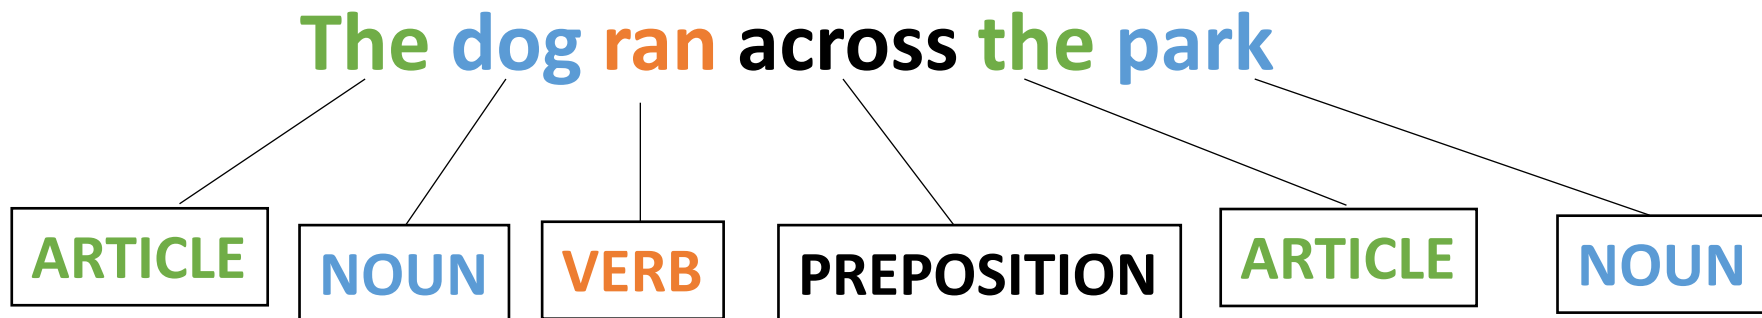 The dog ran across the park
ARTICLE
NOUN
VERB
PREPOSITION
ARTICLE
NOUN